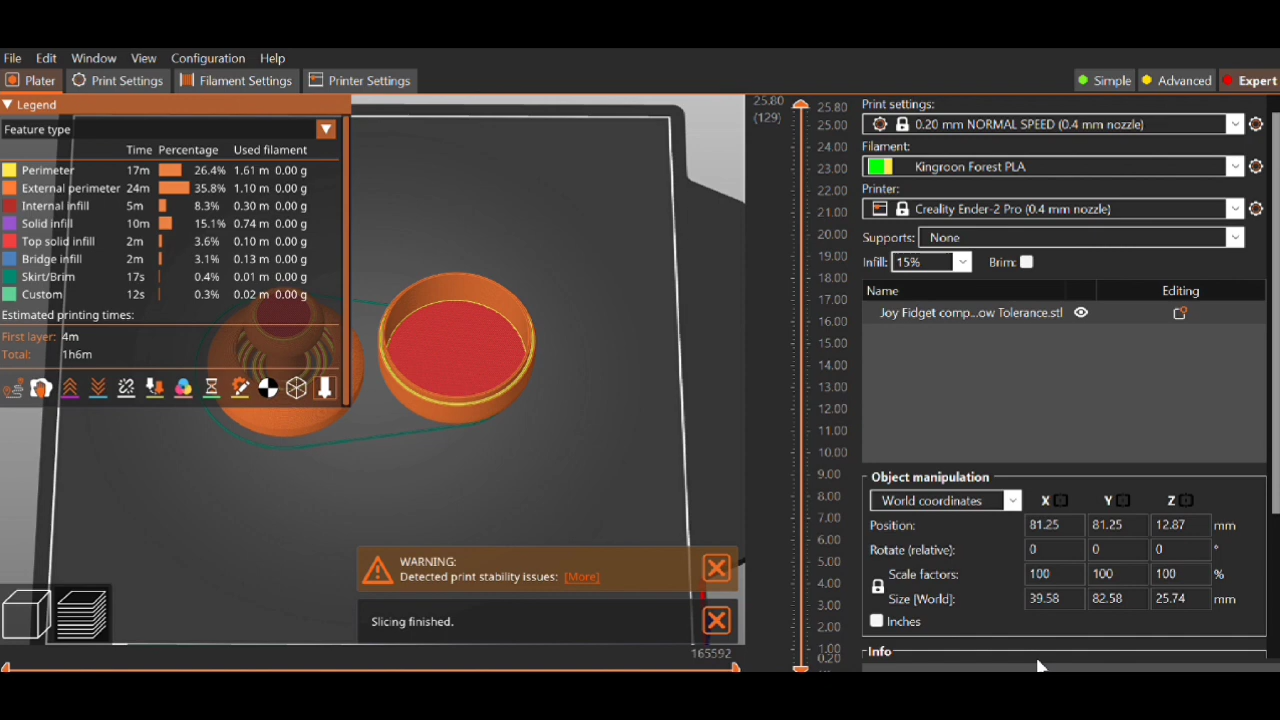 File Edit Window View Configuration Help
Plater Print Settings Filament Settings Printer Settings Simple Advanced Expert
Legend
Feature type
Time Percentage Used filament
Perimeter 17m 26.4% 1.61 m 0.00 g
External perimeter 24m 35.8% 1.10 m 0.00 g
Internal infill 5m 8.3% 0.30 m 0.00 g
Solid infill 10m 15.1% 0.74 m 0.00 g
Top solid infill 2m 3.6% 0.10 m 0.00 g
Bridge infill 2m 3.1% 0.13 m 0.00 g
Skirt/Brim 17s 0.4% 0.01 m 0.00 g
Custom 12s 0.3% 0.02 m 0.00 g
Estimated printing times:
First layer: 4m
Total: 1h6m
WARNING:
Detected print stability issues: [More]
Slicing finished.
165592
25.80
(129)
25.80
25.00
24.00
23.00
22.00
21.00
20.00
19.00
18.00
17.00
16.00
15.00
14.00
13.00
12.00
11.00
10.00
9.00
8.00
7.00
6.00
5.00
4.00
3.00
2.00
1.00
0.20
Print settings:
0.20 mm NORMAL SPEED (0.4 mm nozzle)
Filament:
Kingroon Forest PLA
Printer:
Creality Ender-2 Pro (0.4 mm nozzle)
Supports: None
Infill: 15% Brim:
Name Editing
Joy Fidget comp...ow Tolerance.stl
Object manipulation
World coordinates X Y Z
Position: 81.25 81.25 12.87 mm
Rotate (relative): 0 0 0 °
Scale factors: 100 100 100 %
Size [World]: 39.58 82.58 25.74 mm
Inches
Info